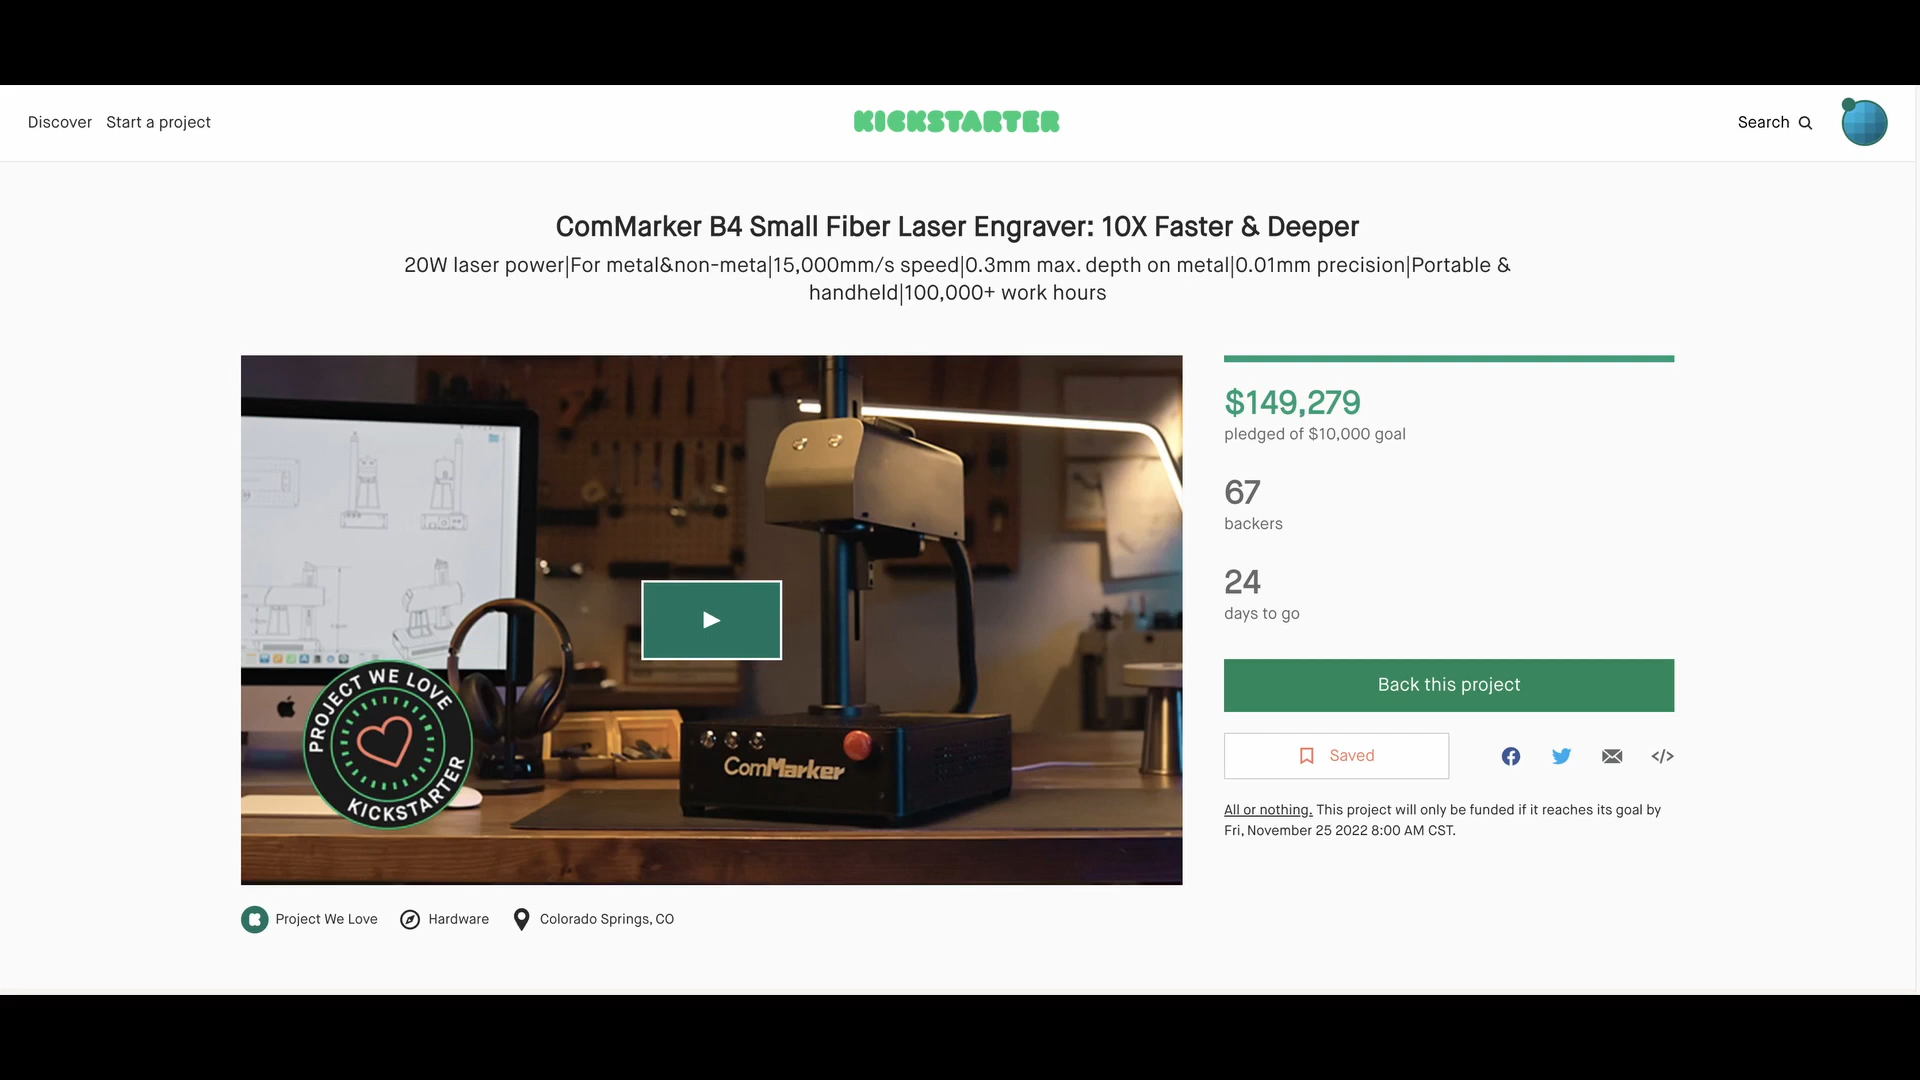 Discover
Start a project
KICKSTARTER
Search
ComMarker B4 Small Fiber Laser Engraver: 10X Faster & Deeper
20W laser power|For metal&non-meta|15,000mm/s speed|0.3mm max. depth on metal|0.01mm precision|Portable &
handheld|100,000+ work hours
PROJECT WE LOVE
KICKSTARTER
ComMarker
$149,279
pledged of $10,000 goal
67
backers
24
days to go
Back this project
Saved
All or nothing. This project will only be funded if it reaches its goal by
Fri, November 25 2022 8:00 AM CST.
Project We Love
Hardware
Colorado Springs, CO